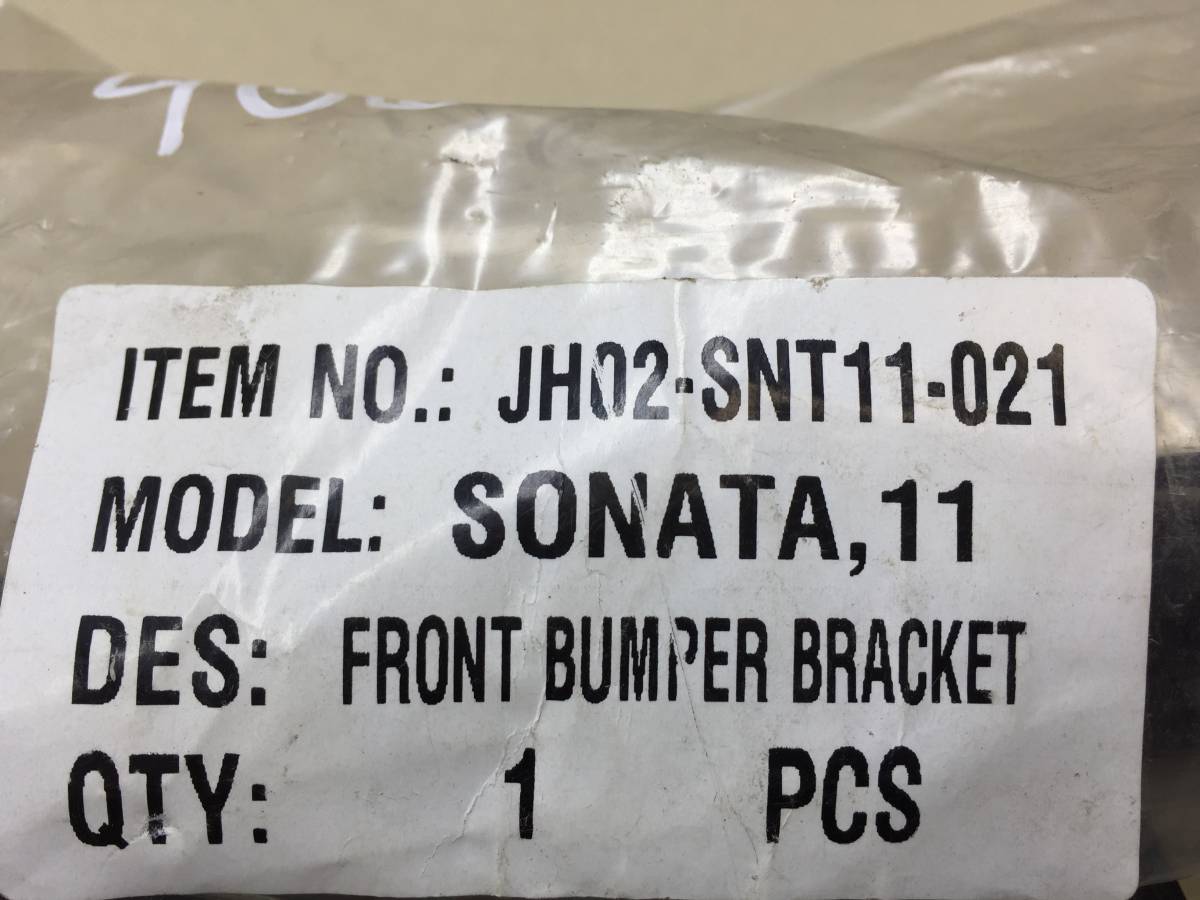 ITEM NO.: JH02-SNT11-021
MODEL: SONATA,11
DES: FRONT BUMPER BRACKET
QTY: 1 PCS